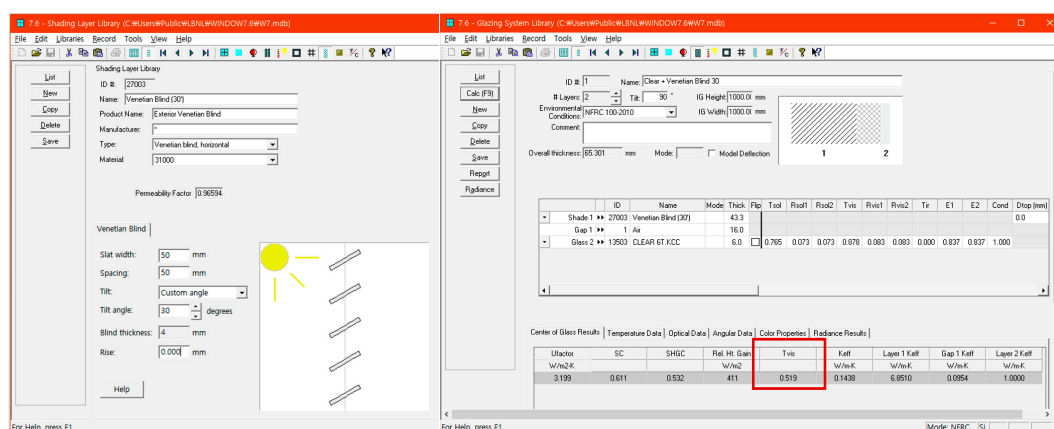 7.6 - Shading Layer Library (C:₩Users₩Public₩LBNL₩WINDOW7.6₩W7.mdb)
File Edit Libraries Record Tools View Help
List
New
Copy
Delete
Save
Shading Layer Library
ID #: 27003
Name: Venetian Blind (30')
Product Name: Exterior Venetian Blind
Manufacturer:
Type: Venetian blind, horizontal
Material: 31000
Permeability Factor 0.96594
Venetian Blind
Slat width: 50 mm
Spacing: 50 mm
Tilt: Custom angle
Tilt angle: 30 degrees
Blind thickness: 4 mm
Rise: 0.000 mm
Help
For Help, press F1
7.6 - Glazing System Library (C:₩Users₩Public₩LBNL₩WINDOW7.6₩W7.mdb)
File Edit Libraries Record Tools View Help
List
Calc (F9)
New
Copy
Delete
Save
Report
Radiance
ID #: 1 Name: Clear + Venetian Blind 30
# Layers: 2 Tilt: 90 ° IG Height: 1000.0 mm
Environmental Conditions: NFRC 100-2010 IG Width: 1000.0 mm
Comment:
Overall thickness: 65.301 mm Mode: Model Deflection
1 2
ID Name Mode Thick Flip Tsol Rsol1 Rsol2 Tvis Rvis1 Rvis2 Tir E1 E2 Cond Dtop (mm)
Shade 1 ►► 27003 Venetian Blind (30') 43.3 0.0
Gap 1 ►► 1 Air 16.0
Glass 2 ►► 13503 CLEAR 6T.KCC 6.0 0.765 0.073 0.073 0.878 0.083 0.083 0.000 0.837 0.837 1.000
Center of Glass Results Temperature Data Optical Data Angular Data Color Properties Radiance Results
Ufactor SC SHGC Rel. Ht. Gain Tvis Keff Layer 1 Keff Gap 1 Keff Layer 2 Keff
W/m2-K W/m2 W/m-K W/m-K W/m-K W/m-K
3.199 0.611 0.532 411 0.519 0.1438 6.8510 0.0954 1.0000
For Help, press F1
Mode: NFRC SI